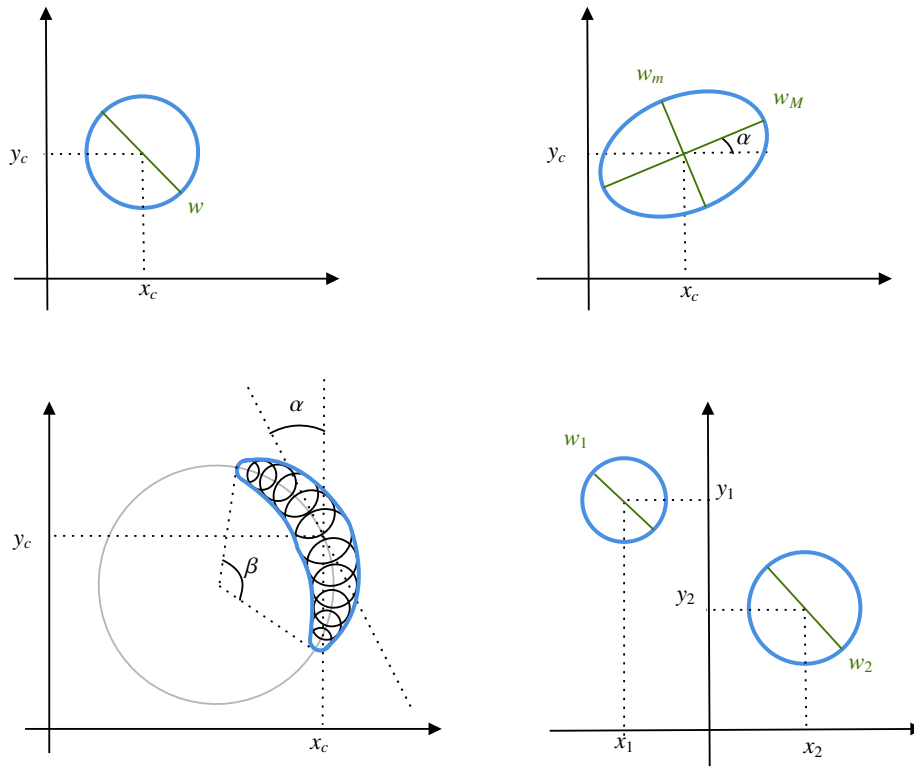 y_c
w
x_c
w_m
w_M
y_c
α
x_c
α
y_c
β
x_c
w_1
y_1
y_2
w_2
x_1
x_2